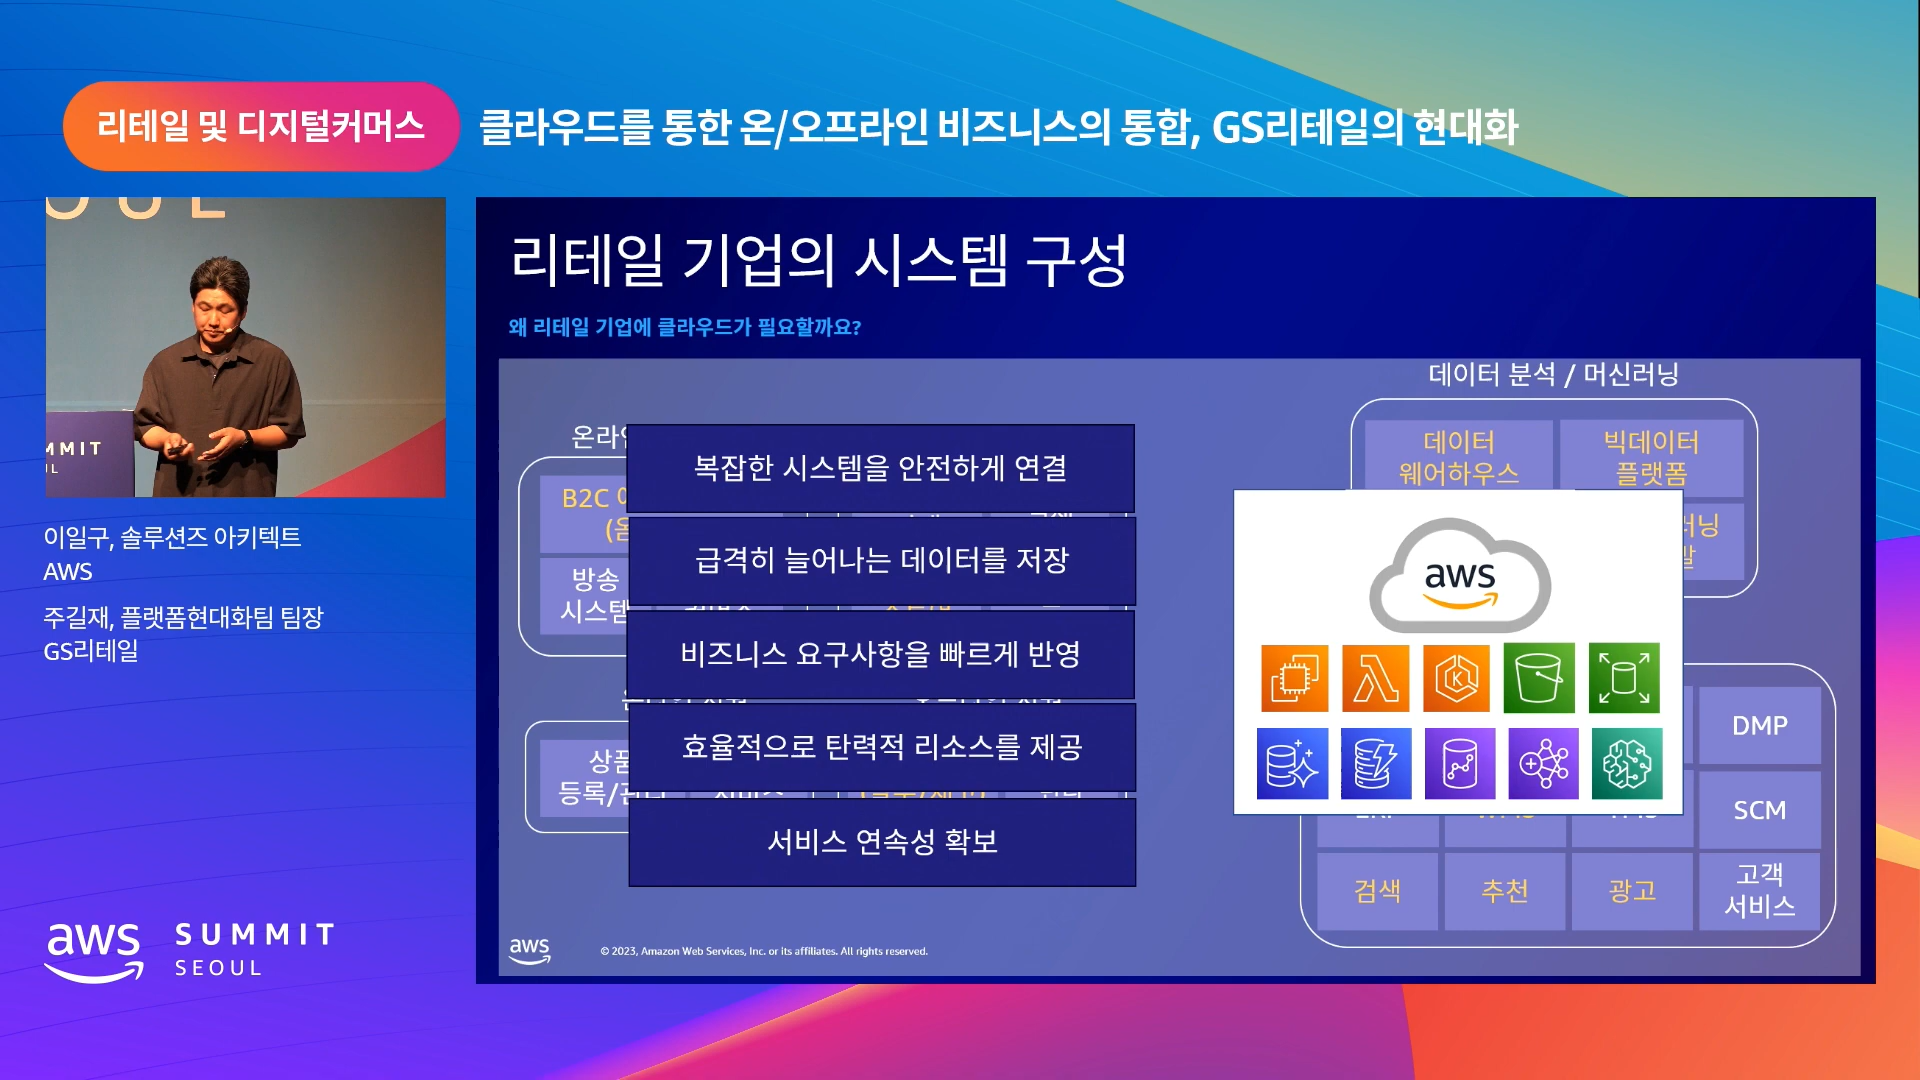 리테일 및 디지털커머스
클라우드를 통한 온/오프라인 비즈니스의 통합, GS리테일의 현대화
MMIT
이일구, 솔루션즈 아키텍트
AWS
주길재, 플랫폼현대화팀 팀장
GS리테일
aws SUMMIT
SEOUL
리테일 기업의 시스템 구성
왜 리테일 기업에 클라우드가 필요할까요?
데이터 분석 / 머신러닝
데이터
웨어하우스
빅데이터
플랫폼
B2C
방송
복잡한 시스템을 안전하게 연결
급격히 늘어나는 데이터를 저장
비즈니스 요구사항을 빠르게 반영
효율적으로 탄력적 리소스를 제공
서비스 연속성 확보
aws
DMP
SCM
검색
추천
광고
고객
서비스
aws
© 2023, Amazon Web Services, Inc. or its affiliates. All rights reserved.